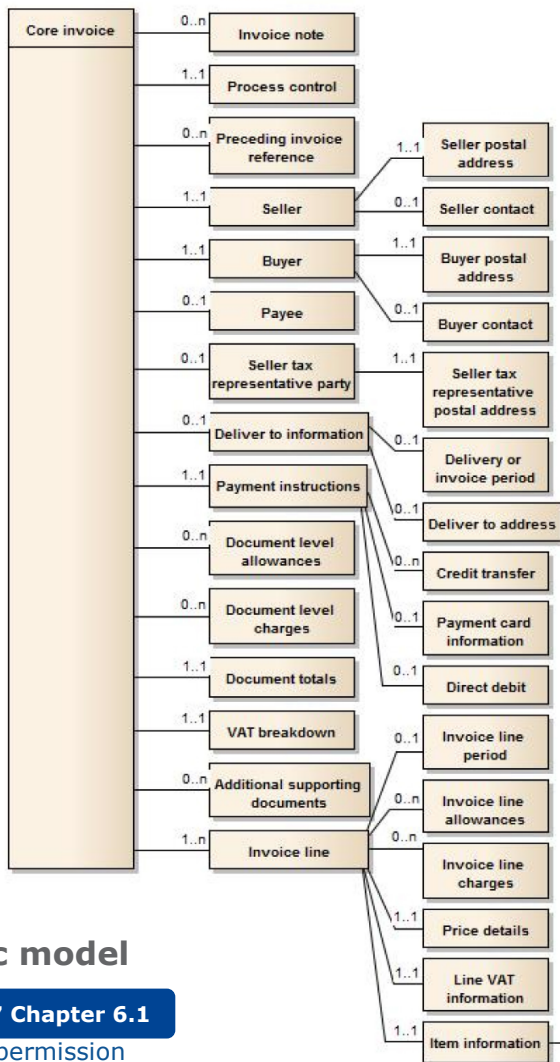 Core invoice
0..n
Invoice note
1..1
Process control
0..n
Preceding invoice
reference
1..1
Seller
1..1
Seller postal
address
0..1
Seller contact
1..1
Buyer
1..1
Buyer postal
address
0..1
Buyer contact
0..1
Payee
0..1
Seller tax
representative party
1..1
Seller tax
representative
postal address
0..1
Deliver to information
0..1
Delivery or
invoice period
0..1
Deliver to address
1..1
Payment instructions
0..n
Credit transfer
0..1
Payment card
information
0..1
Direct debit
0..n
Document level
allowances
0..n
Document level
charges
1..1
Document totals
1..1
VAT breakdown
0..n
Additional supporting
documents
1..n
Invoice line
0..1
Invoice line
period
0..n
Invoice line
allowances
0..n
Invoice line
charges
1..1
Price details
1..1
Line VAT
information
1..1
Item information
c model
' Chapter 6.1
permission